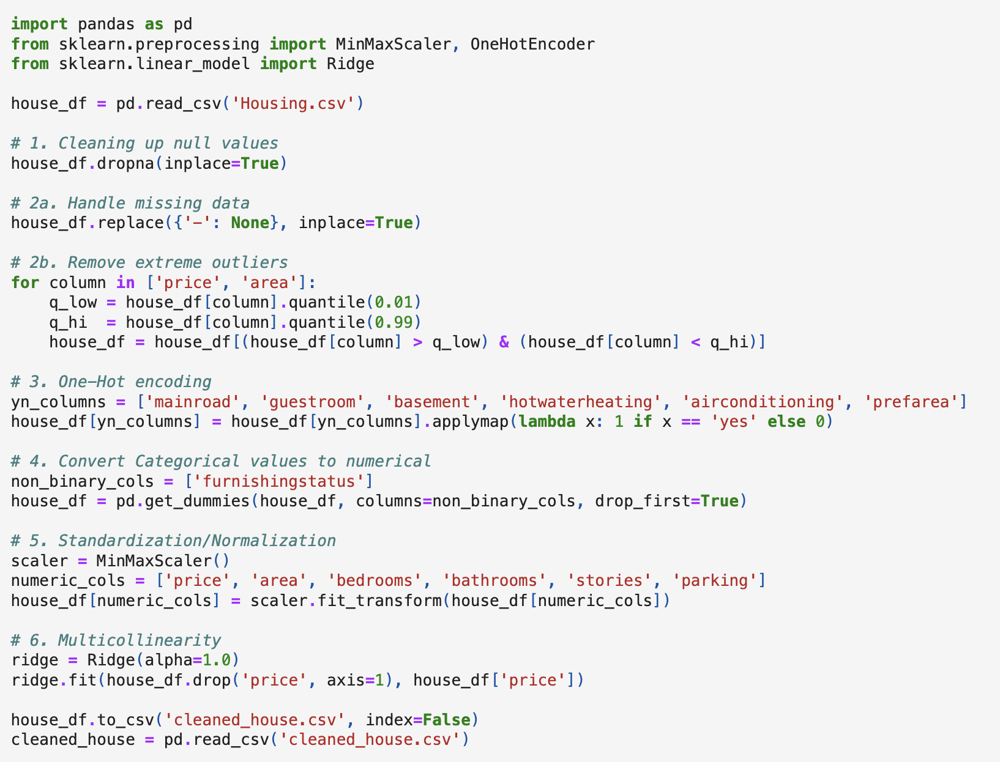 import pandas as pd
from sklearn.preprocessing import MinMaxScaler, OneHotEncoder
from sklearn.linear_model import Ridge
house_df = pd.read_csv('Housing.csv')
# 1. Cleaning up null values
house_df.dropna(inplace=True)
# 2a. Handle missing data
house_df.replace({'-': None}, inplace=True)
# 2b. Remove extreme outliers
for column in ['price', 'area']:
    q_low = house_df[column].quantile(0.01)
    q_hi  = house_df[column].quantile(0.99)
    house_df = house_df[(house_df[column] > q_low) & (house_df[column] < q_hi)]
# 3. One-Hot encoding
yn_columns = ['mainroad', 'guestroom', 'basement', 'hotwaterheating', 'airconditioning', 'prefarea']
house_df[yn_columns] = house_df[yn_columns].applymap(lambda x: 1 if x == 'yes' else 0)
# 4. Convert Categorical values to numerical
non_binary_cols = ['furnishingstatus']
house_df = pd.get_dummies(house_df, columns=non_binary_cols, drop_first=True)
# 5. Standardization/Normalization
scaler = MinMaxScaler()
numeric_cols = ['price', 'area', 'bedrooms', 'bathrooms', 'stories', 'parking']
house_df[numeric_cols] = scaler.fit_transform(house_df[numeric_cols])
# 6. Multicollinearity
ridge = Ridge(alpha=1.0)
ridge.fit(house_df.drop('price', axis=1), house_df['price'])
house_df.to_csv('cleaned_house.csv', index=False)
cleaned_house = pd.read_csv('cleaned_house.csv')